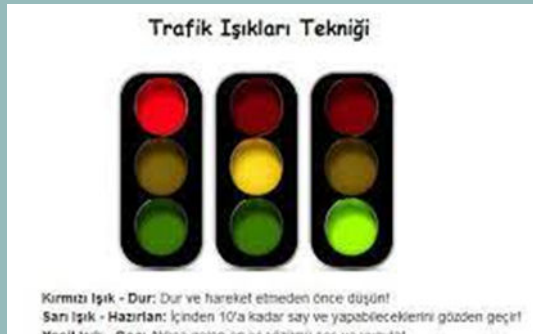 Trafik Işıkları Tekniği
Kırmızı Işık - Dur: Dur ve hareket etmeden önce düşün!
Sarı Işık - Hazırlan: İçinden 10'a kadar say ve yapabileceklerini gözden geçir!